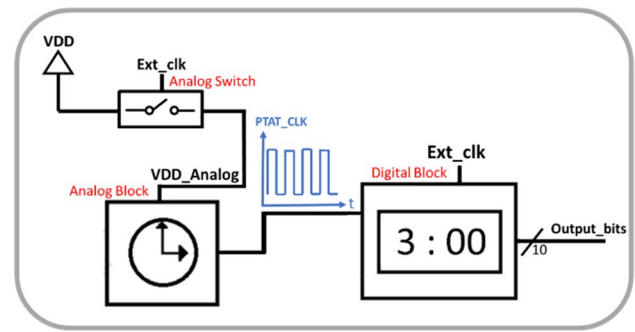 VDD
Ext_clk
Analog Switch
PTAT_CLK
t
VDD_Analog
Analog Block
Ext_clk
Digital Block
3 : 00
Output_bits
10